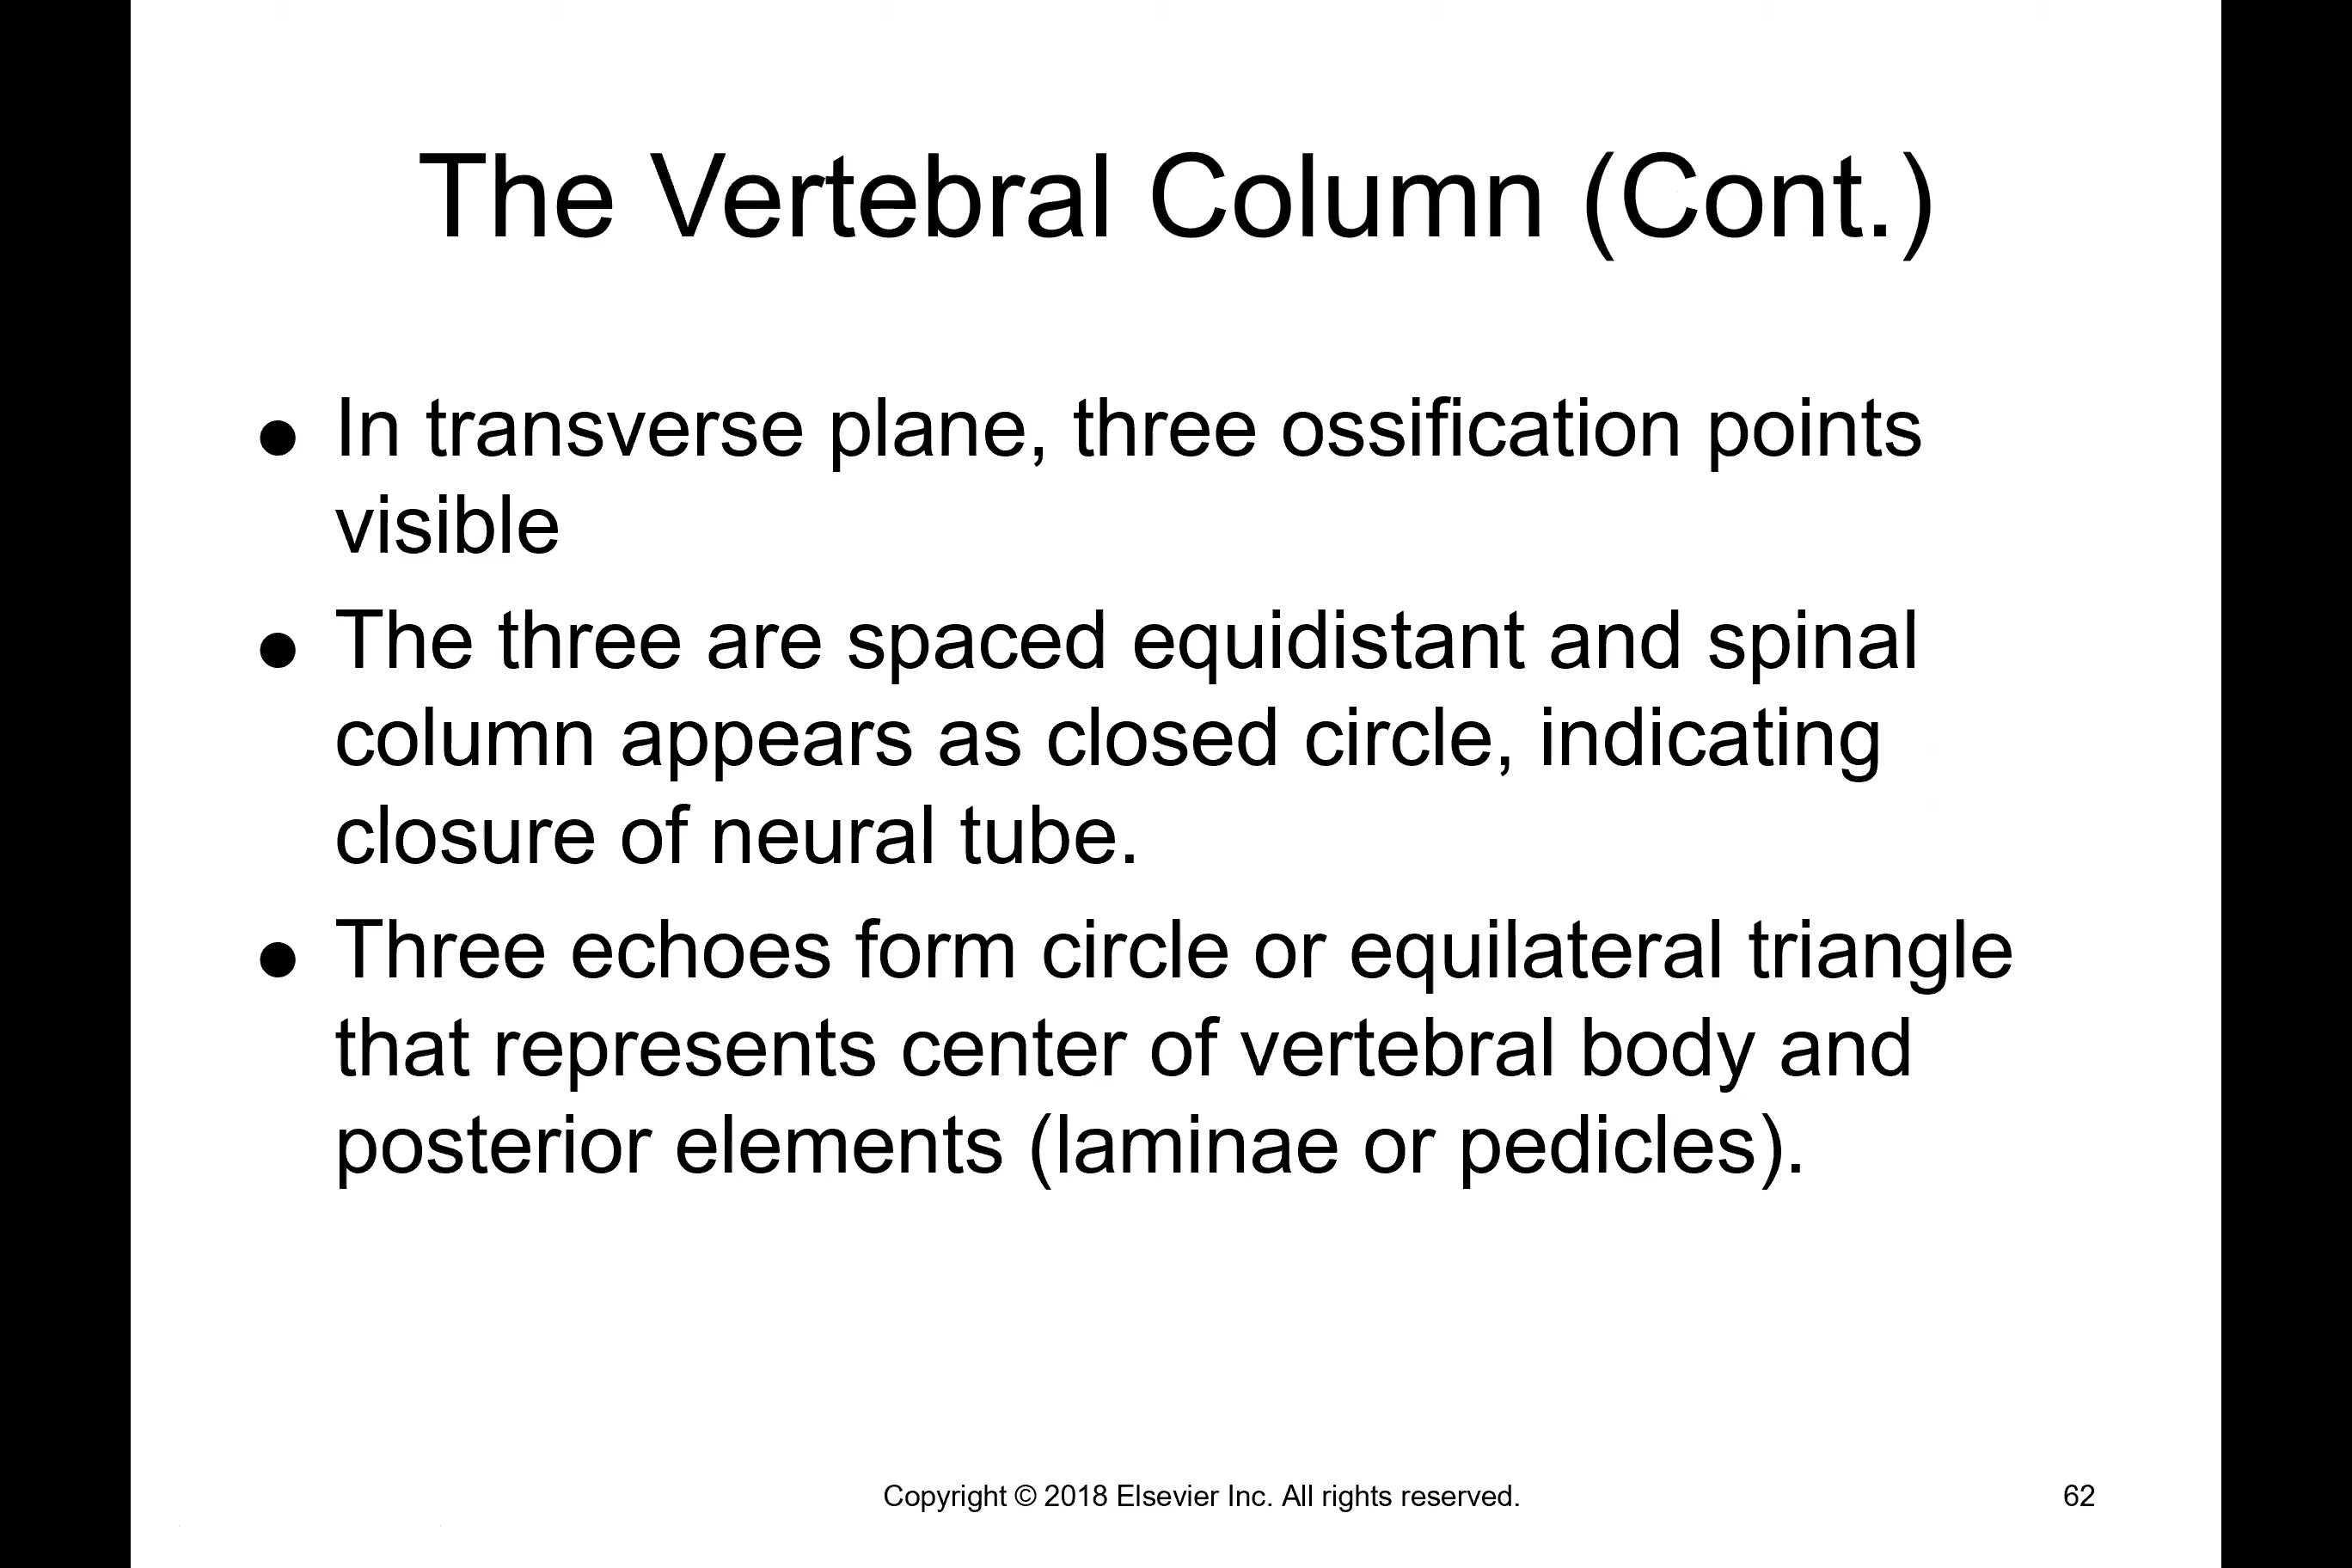 The Vertebral Column (Cont.)
● In transverse plane, three ossification points
visible
● The three are spaced equidistant and spinal
column appears as closed circle, indicating
closure of neural tube.
● Three echoes form circle or equilateral triangle
that represents center of vertebral body and
posterior elements (laminae or pedicles).
Copyright © 2018 Elsevier Inc. All rights reserved.
62